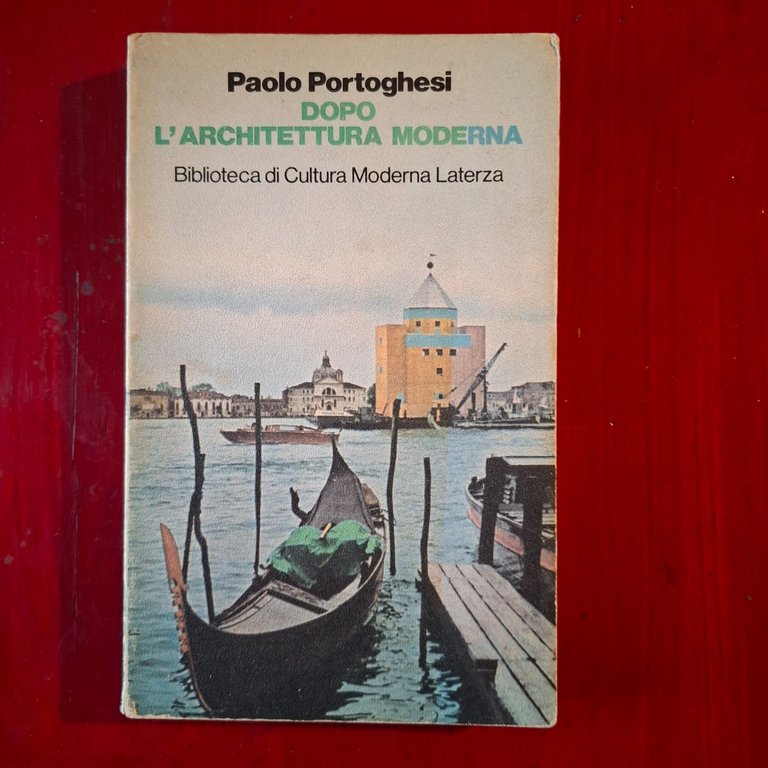 Paolo Portoghesi
DOPO
L'ARCHITETTURA MODERNA
Biblioteca di Cultura Moderna Laterza